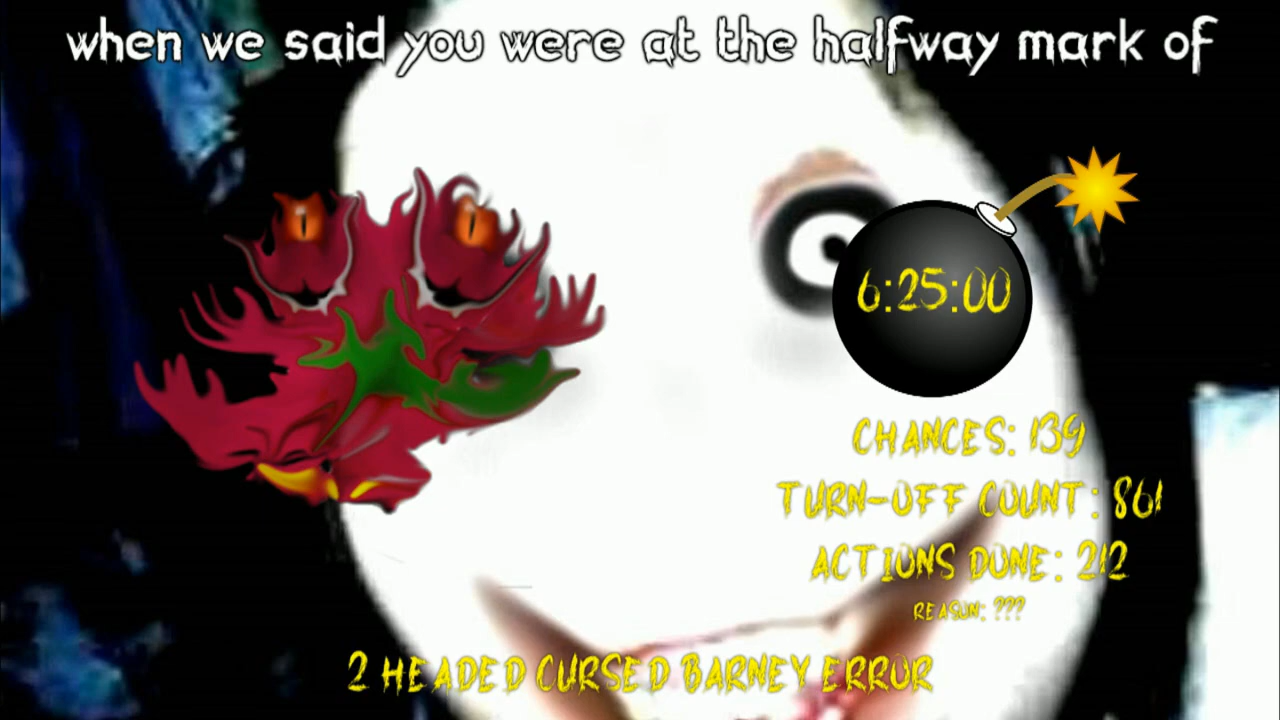 when we said you were at the halfway mark of
6:25:00
CHANCES: 139
TURN-OFF COUNT: 861
ACTIONS DONE: 212
REASON: ???
2 HEADED CURSED BARNEY ERROR